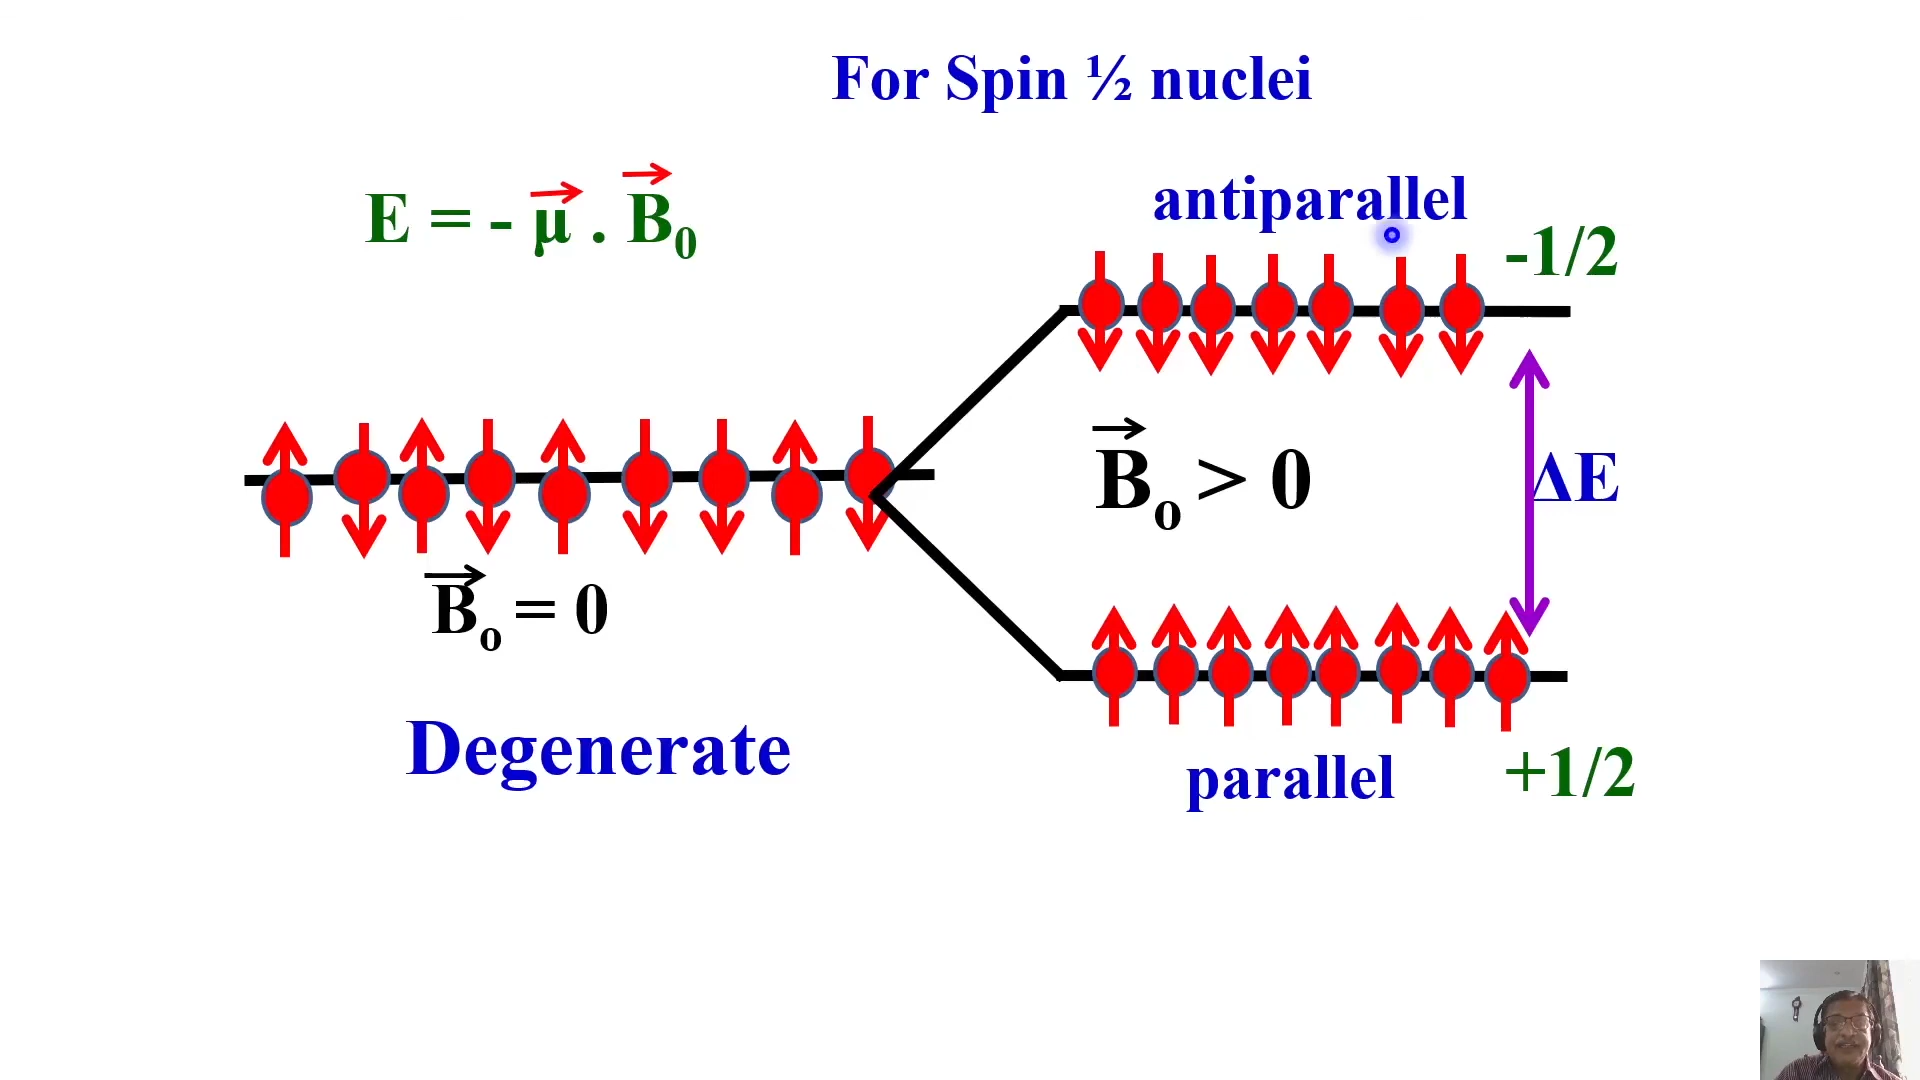 For Spin ½ nuclei
E = - μ . B₀
antiparallel
-1/2
B₀ > 0
ΔE
B₀ = 0
Degenerate
parallel
+1/2